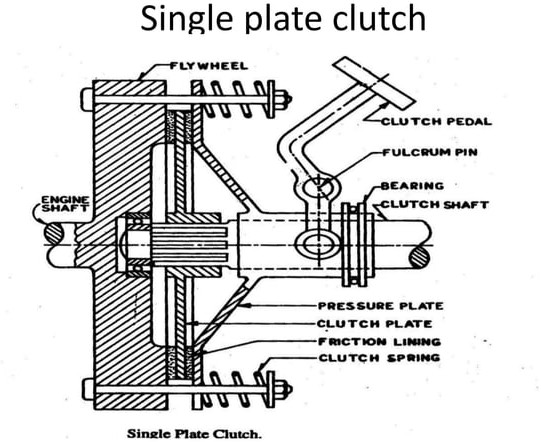 Single plate clutch
FLYWHEEL
CLUTCH PEDAL
FULCRUM PIN
BEARING
CLUTCH SHAFT
ENGINE
SHAFT
PRESSURE PLATE
CLUTCH PLATE
FRICTION LINING
CLUTCH SPRING
Single Plate Clutch.